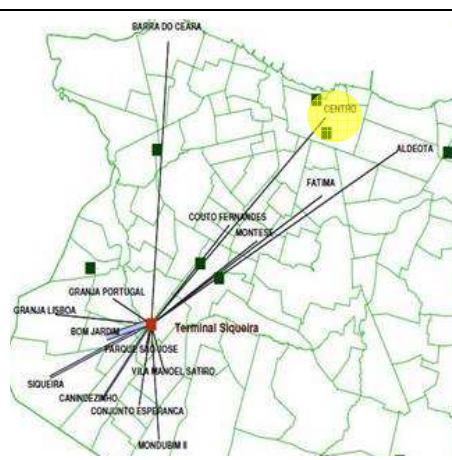 BARRA DO CEARA
CENTRO
ALDEOTA
FATIMA
COUTO FERNANDES
MONTESE
GRANJA PORTUGAL
GRANJA LISBOA
Terminal Siqueira
BOM JARDIM
PARQUE SAO JOSE
VILA MANOEL SATIRO
SIQUEIRA
CANINDEZINHO
CONJUNTO ESPERANCA
MONDUBIM II